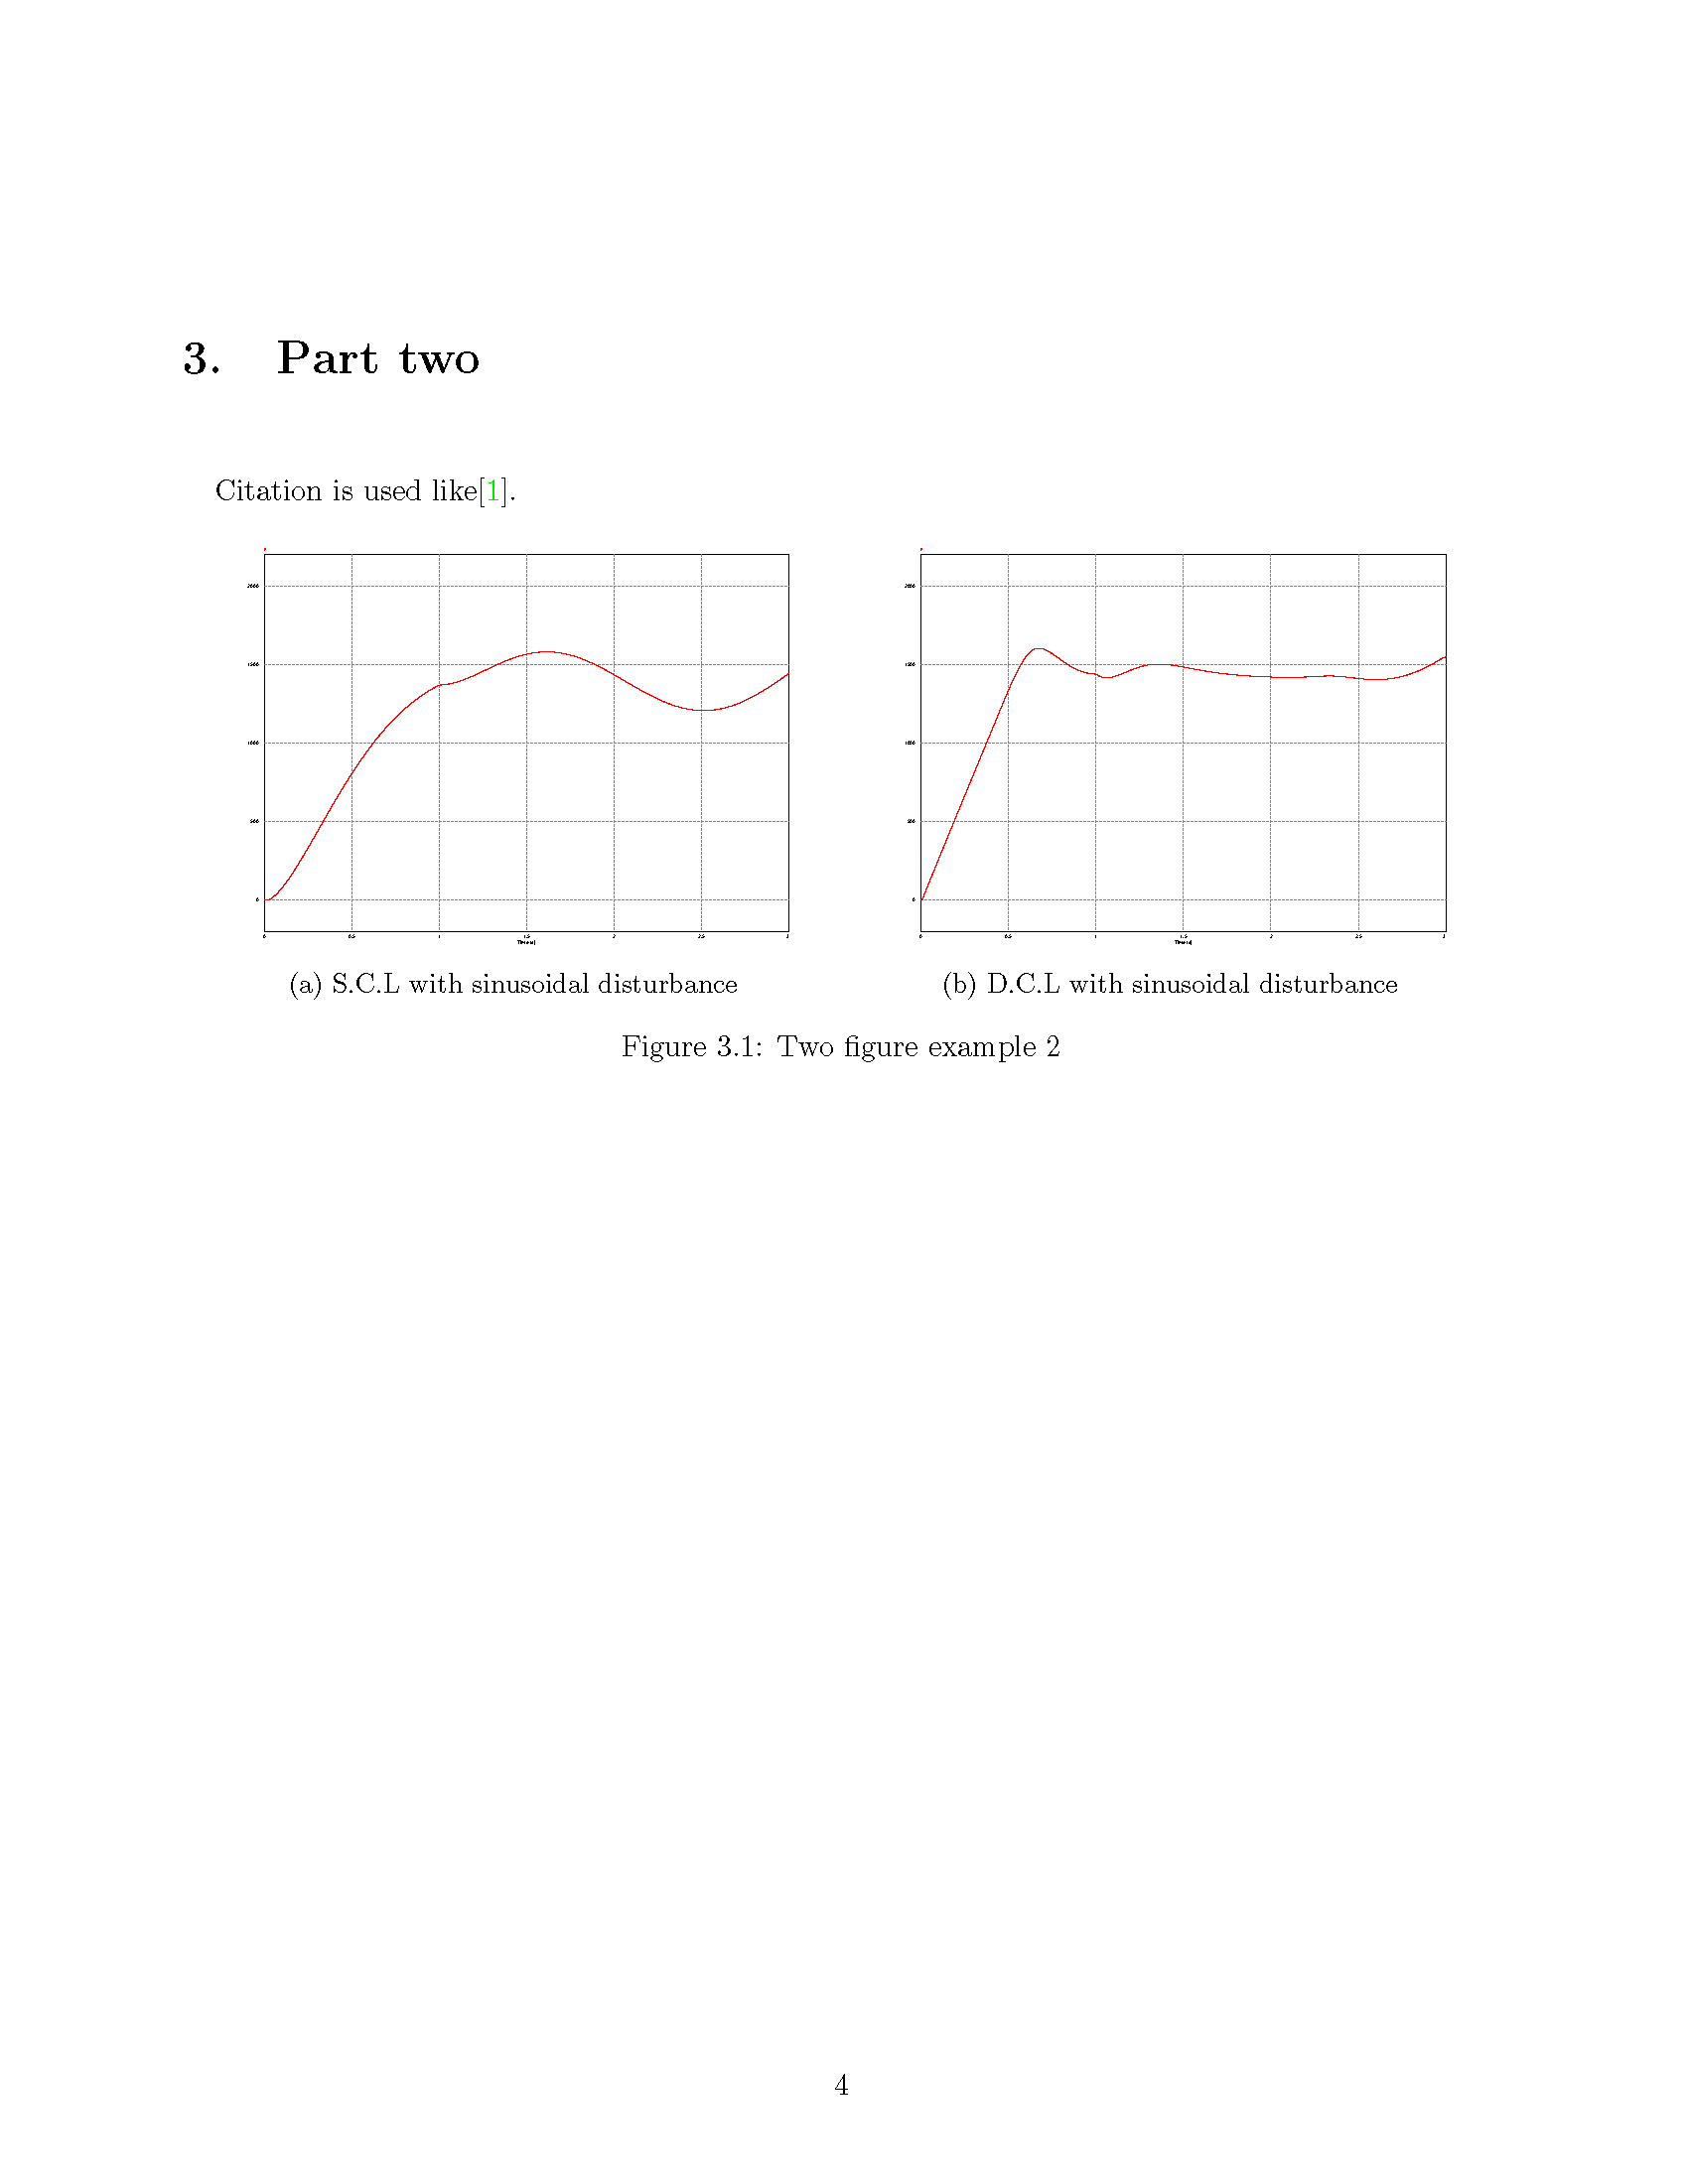 3. Part two
Citation is used like[1].
2000
1500
1000
500
0
0 0.5 1 1.5 2 2.5 3
2000
1500
1000
500
0
0 0.5 1 1.5 2 2.5 3
(a) S.C.L with sinusoidal disturbance
(b) D.C.L with sinusoidal disturbance
Figure 3.1: Two figure example 2
4